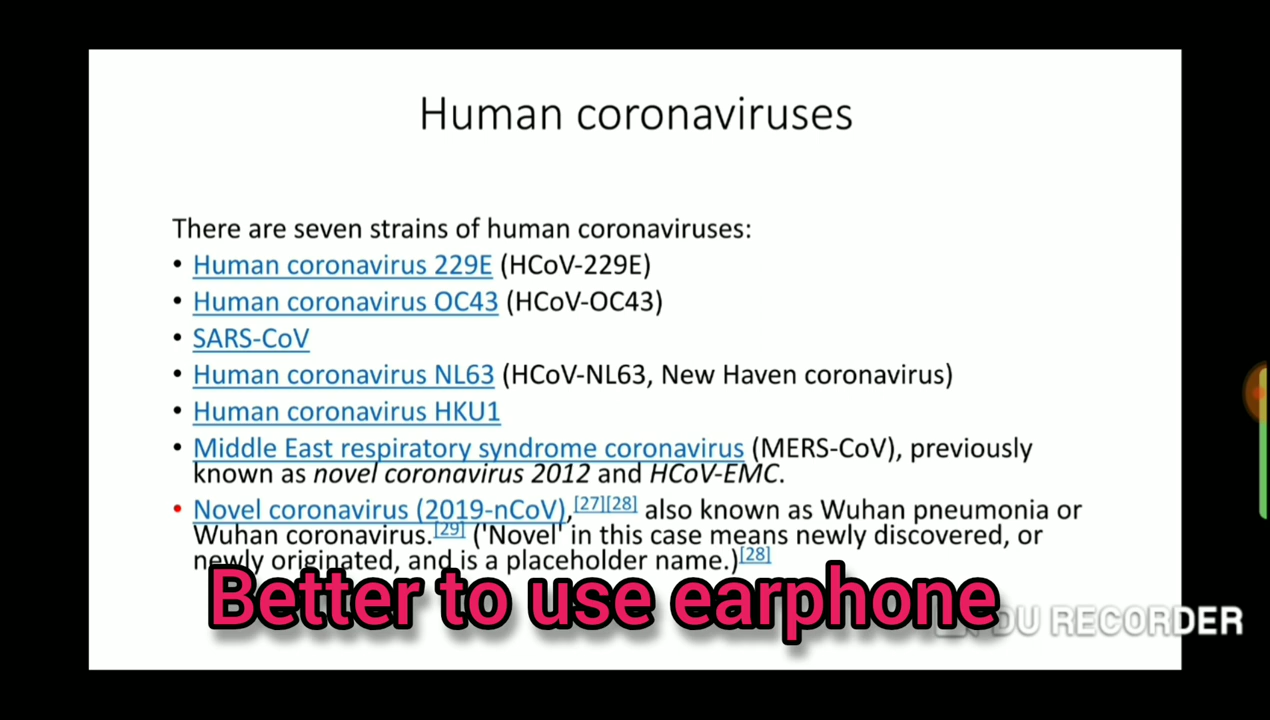 Human coronaviruses
There are seven strains of human coronaviruses:
• Human coronavirus 229E (HCoV-229E)
• Human coronavirus OC43 (HCoV-OC43)
• SARS-CoV
• Human coronavirus NL63 (HCoV-NL63, New Haven coronavirus)
• Human coronavirus HKU1
• Middle East respiratory syndrome coronavirus (MERS-CoV), previously
known as novel coronavirus 2012 and HCoV-EMC.
• Novel coronavirus (2019-nCoV),[27][28] also known as Wuhan pneumonia or
Wuhan coronavirus.[29] ('Novel' in this case means newly discovered, or
newly originated, and is a placeholder name.)[28]
Better to use earphone
DU RECORDER